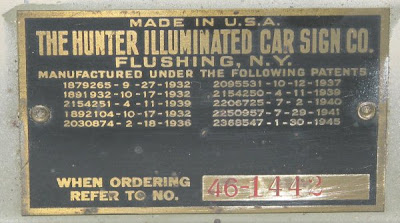 MADE IN U.S.A.
THE HUNTER ILLUMINATED CAR SIGN CO.
FLUSHING, N.Y.
MANUFACTURED UNDER THE FOLLOWING PATENTS
1879265 - 9 - 27 - 1932 2095531 - 10 - 12 - 1937
1891932 - 10 - 17 - 1932 2154250 - 4 - 11 - 1939
2154251 - 4 - 11 - 1939 2206725 - 7 - 2 - 1940
1892104 - 10 - 17 - 1932 2250957 - 7 - 29 - 1941
2030874 - 2 - 18 - 1936 2368547 - 1 - 30 - 1945
WHEN ORDERING
REFER TO NO. 46-1442